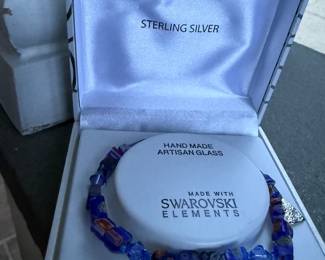 STERLING SILVER
HAND MADE
ARTISAN GLASS
MADE WITH
SWAROVSKI
ELEMENTS